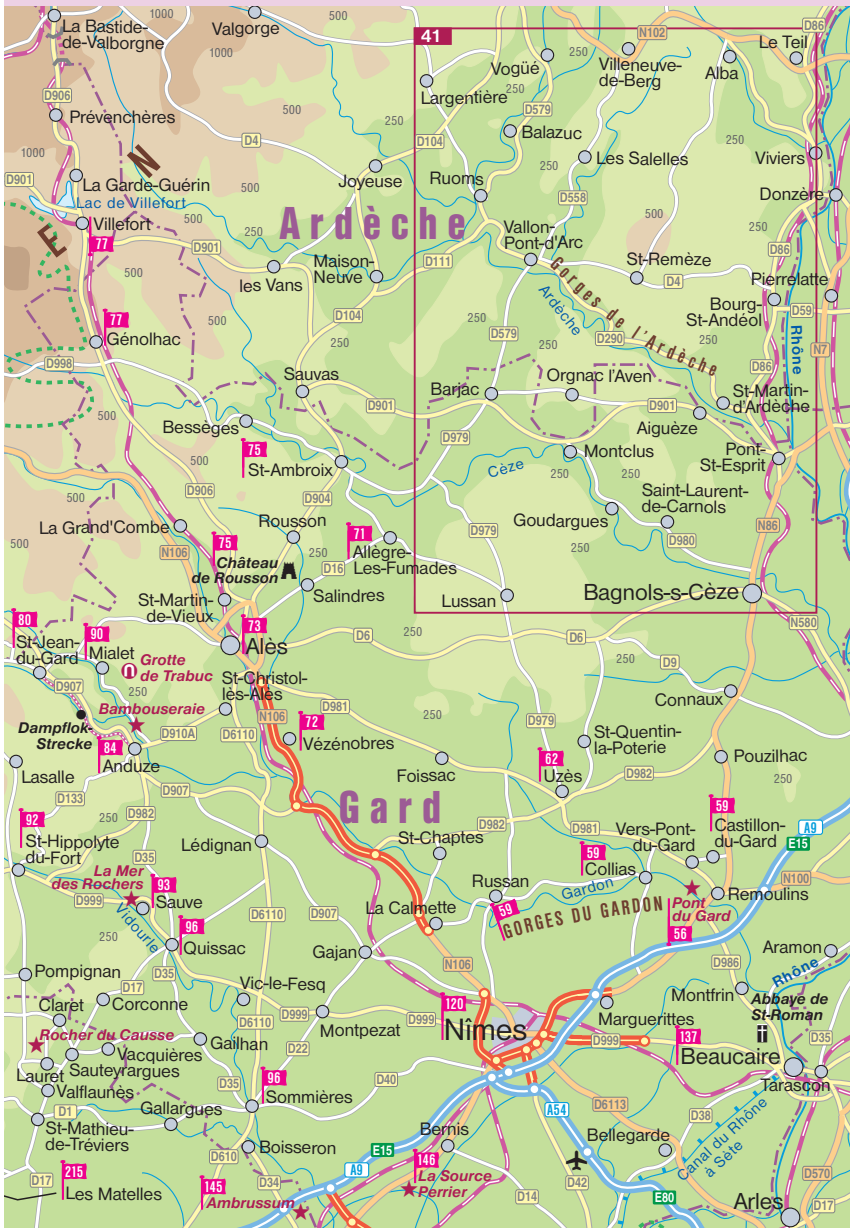 La Bastide-
de-Valborgne
1000
Valgorge
500
1000
41
250
N102
D86
Le Teil
Vogüé
Villeneuve-
de-Berg
Alba
Largentière
250
D579
D906
Prévenchères
500
250
Balazuc
250
1000
D4
D104
Les Salelles
Viviers
N
D901
La Garde-Guérin
500
Joyeuse
Ruoms
D558
Donzère
Lac de Villefort
Villefort
500
Ardèche
500
250
77
E
D901
250
Vallon-
Pont-d'Arc
D86
500
les Vans
Maison-
Neuve
D111
St-Remèze
D4
Pierrelatte
Gorges de l'Ardèche
Ardèche
Bourg-
St-Andéol
D59
77
Génolhac
500
D104
250
D579
250
D290
Rhône
N7
D998
Sauvas
D86
Barjac
Orgnac l'Aven
St-Martin-
d'Ardèche
500
D901
D901
Aiguèze
Bessèges
D979
75
St-Ambroix
500
Montclus
Pont-
St-Esprit
Cèze
250
250
D906
D904
Saint-Laurent-
de-Carnols
500
La Grand'Combe
Rousson
71
D979
Goudargues
N86
500
N106
75
Château
de Rousson
250
Allègre-
Les-Fumades
250
D980
D16
Salindres
Lussan
Bagnols-s-Cèze
St-Martin-
de-Vieux
80
90
73
Alès
D6
250
D6
N580
St-Jean-
du-Gard
Mialet
Grotte
de Trabuc
250
D9
D907
250
St-Christol-
lès-Alès
Connaux
Bambouseraie
D981
Dampflok-
Strecke
D910A
D6110
N106
72
Vézénobres
250
D979
St-Quentin-
la-Poterie
84
Anduze
62
Uzès
Pouzilhac
Lasalle
Foissac
D982
250
D133
D907
Gard
59
A9
92
250
D982
D982
D981
Vers-Pont-
du-Gard
Castillon-
du-Gard
E15
St-Hippolyte
du-Fort
D35
Lédignan
St-Chaptes
59
Collias
La Mer
des Rochers
93
Russan
Gardon
N100
D999
Sauve
D6110
D907
La Calmette
59
GORGES DU GARDON
Pont
du Gard
Remoulins
Vidourle
96
250
Quissac
56
Gajan
N106
D986
Aramon
Pompignan
D17
D35
Vic-le-Fesq
Montfrin
Rhône
Claret
Corconne
D6110
D999
120
Abbaye de
St-Roman
Rocher du Causse
Montpezat
D999
Nîmes
Marguerittes
Gailhan
D22
D999
137
D35
Vacquières
Beaucaire
Lauret
Sauteyrargues
D35
96
Sommières
D40
Tarascon
Valflaunès
D1
Gallargues
A54
D6113
D38
St-Mathieu-
de-Tréviers
Bernis
Bellegarde
Canal du Rhône
à Sète
D610
Boisseron
E15
215
D17
Les Matelles
145
D34
A9
146
La Source
Perrier
D42
D570
Ambrussum
D14
E80
Arles
D17